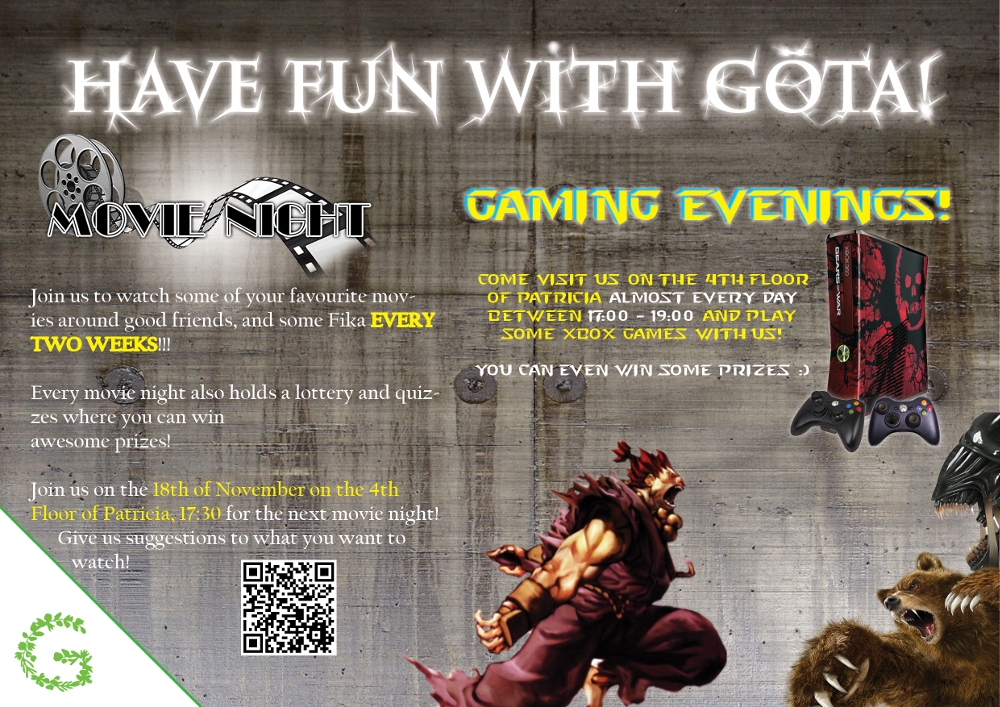 HAVE FUN WITH GÖTA!
MOVIE NIGHT
Join us to watch some of your favourite mov-
ies around good friends, and some Fika EVERY
TWO WEEKS!!!
Every movie night also holds a lottery and quiz-
zes where you can win
awesome prizes!
Join us on the 18th of November on the 4th
Floor of Patricia, 17:30 for the next movie night!
Give us suggestions to what you want to
watch!
G
GAMING EVENINGS!
COME VISIT US ON THE 4TH FLOOR
OF PATRICIA ALMOST EVERY DAY
BETWEEN 17:00 - 19:00 AND PLAY
SOME XBOX GAMES WITH US!
YOU CAN EVEN WIN SOME PRIZES :)
XBOX 360
GEARS OF WAR